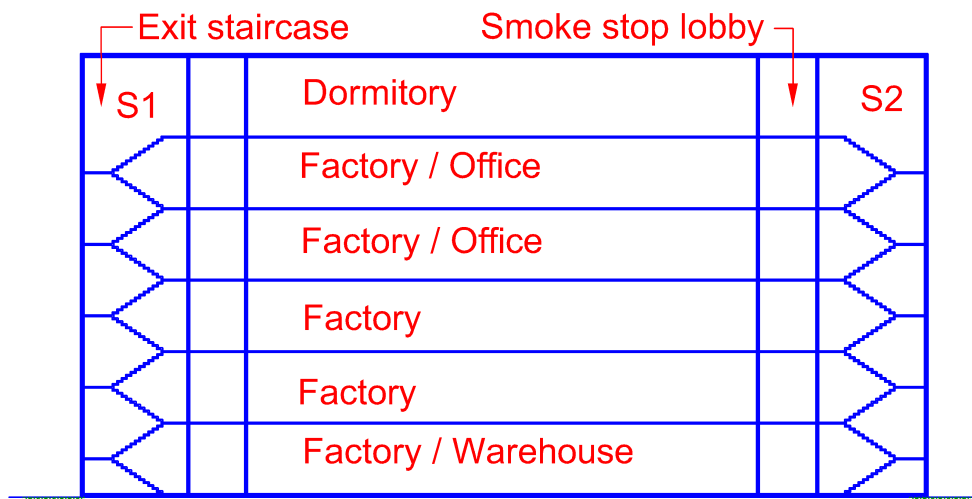 Exit staircase
Smoke stop lobby
S1
Dormitory
S2
Factory / Office
Factory / Office
Factory
Factory
Factory / Warehouse